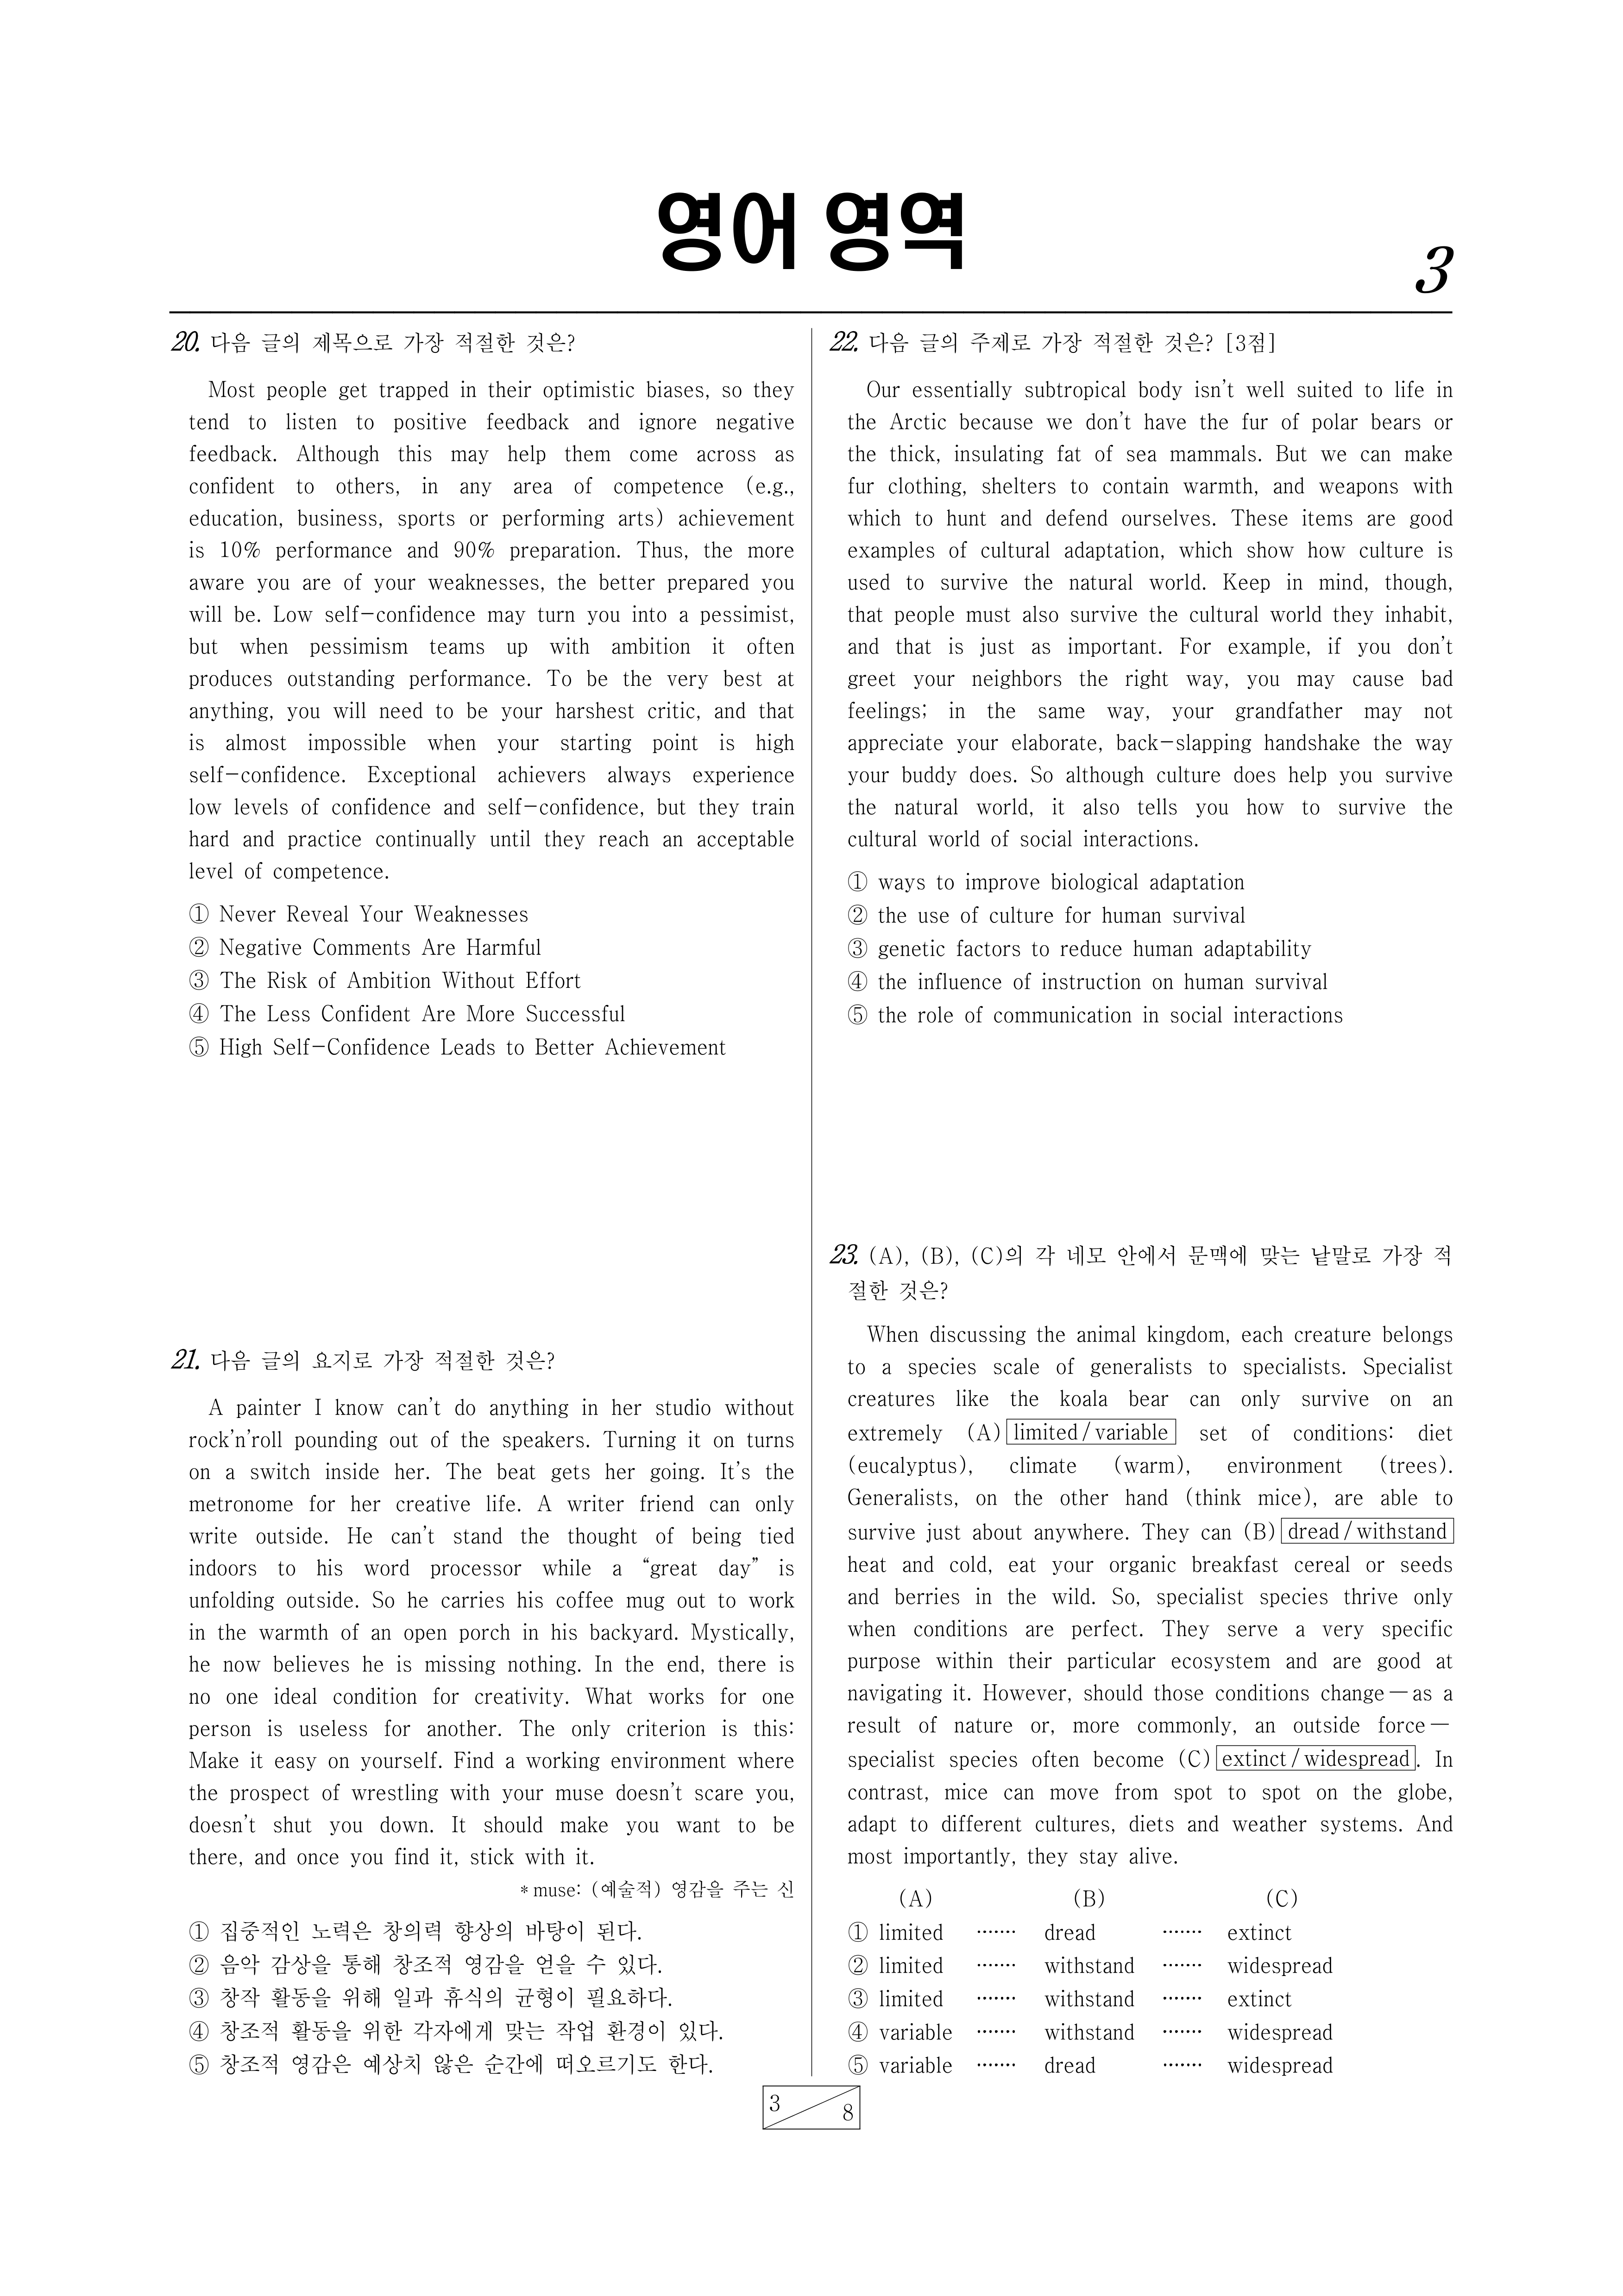 영어 영역
3
20. 다음 글의 제목으로 가장 적절한 것은?
Most people get trapped in their optimistic biases, so they
tend to listen to positive feedback and ignore negative
feedback. Although this may help them come across as
confident to others, in any area of competence (e.g.,
education, business, sports or performing arts) achievement
is 10% performance and 90% preparation. Thus, the more
aware you are of your weaknesses, the better prepared you
will be. Low self-confidence may turn you into a pessimist,
but when pessimism teams up with ambition it often
produces outstanding performance. To be the very best at
anything, you will need to be your harshest critic, and that
is almost impossible when your starting point is high
self-confidence. Exceptional achievers always experience
low levels of confidence and self-confidence, but they train
hard and practice continually until they reach an acceptable
level of competence.
① Never Reveal Your Weaknesses
② Negative Comments Are Harmful
③ The Risk of Ambition Without Effort
④ The Less Confident Are More Successful
⑤ High Self-Confidence Leads to Better Achievement
21. 다음 글의 요지로 가장 적절한 것은?
A painter I know can't do anything in her studio without
rock'n'roll pounding out of the speakers. Turning it on turns
on a switch inside her. The beat gets her going. It's the
metronome for her creative life. A writer friend can only
write outside. He can't stand the thought of being tied
indoors to his word processor while a “great day” is
unfolding outside. So he carries his coffee mug out to work
in the warmth of an open porch in his backyard. Mystically,
he now believes he is missing nothing. In the end, there is
no one ideal condition for creativity. What works for one
person is useless for another. The only criterion is this:
Make it easy on yourself. Find a working environment where
the prospect of wrestling with your muse doesn't scare you,
doesn't shut you down. It should make you want to be
there, and once you find it, stick with it.
* muse: (예술적) 영감을 주는 신
① 집중적인 노력은 창의력 향상의 바탕이 된다.
② 음악 감상을 통해 창조적 영감을 얻을 수 있다.
③ 창작 활동을 위해 일과 휴식의 균형이 필요하다.
④ 창조적 활동을 위한 각자에게 맞는 작업 환경이 있다.
⑤ 창조적 영감은 예상치 않은 순간에 떠오르기도 한다.
22. 다음 글의 주제로 가장 적절한 것은? [3점]
Our essentially subtropical body isn't well suited to life in
the Arctic because we don't have the fur of polar bears or
the thick, insulating fat of sea mammals. But we can make
fur clothing, shelters to contain warmth, and weapons with
which to hunt and defend ourselves. These items are good
examples of cultural adaptation, which show how culture is
used to survive the natural world. Keep in mind, though,
that people must also survive the cultural world they inhabit,
and that is just as important. For example, if you don't
greet your neighbors the right way, you may cause bad
feelings; in the same way, your grandfather may not
appreciate your elaborate, back-slapping handshake the way
your buddy does. So although culture does help you survive
the natural world, it also tells you how to survive the
cultural world of social interactions.
① ways to improve biological adaptation
② the use of culture for human survival
③ genetic factors to reduce human adaptability
④ the influence of instruction on human survival
⑤ the role of communication in social interactions
23. (A), (B), (C)의 각 네모 안에서 문맥에 맞는 낱말로 가장 적
절한 것은?
When discussing the animal kingdom, each creature belongs
to a species scale of generalists to specialists. Specialist
creatures like the koala bear can only survive on an
extremely (A) limited / variable set of conditions: diet
(eucalyptus), climate (warm), environment (trees).
Generalists, on the other hand (think mice), are able to
survive just about anywhere. They can (B) dread / withstand
heat and cold, eat your organic breakfast cereal or seeds
and berries in the wild. So, specialist species thrive only
when conditions are perfect. They serve a very specific
purpose within their particular ecosystem and are good at
navigating it. However, should those conditions change — as a
result of nature or, more commonly, an outside force —
specialist species often become (C) extinct / widespread. In
contrast, mice can move from spot to spot on the globe,
adapt to different cultures, diets and weather systems. And
most importantly, they stay alive.
(A) (B) (C)
① limited ······· dread ······· extinct
② limited ······· withstand ······· widespread
③ limited ······· withstand ······· extinct
④ variable ······· withstand ······· widespread
⑤ variable ······· dread ······· widespread
3 8